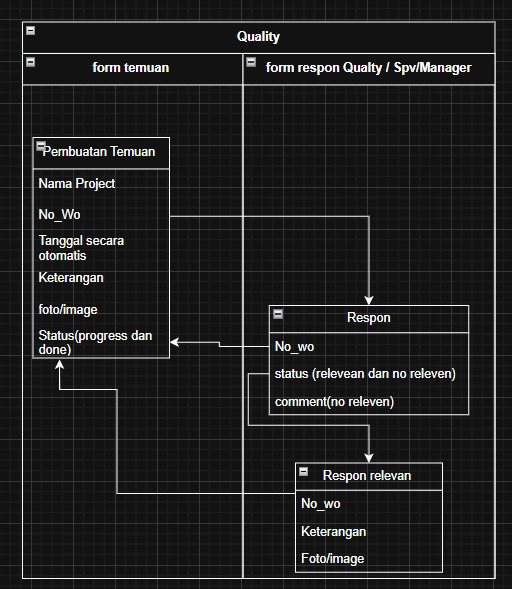 Quality
form temuan
form respon Qualty / Spv/Manager
Pembuatan Temuan
Nama Project
No_Wo
Tanggal secara
otomatis
Keterangan
foto/image
Status(progress dan
done)
Respon
No_wo
status (relevean dan no releven)
comment(no releven)
Respon relevan
No_wo
Keterangan
Foto/image